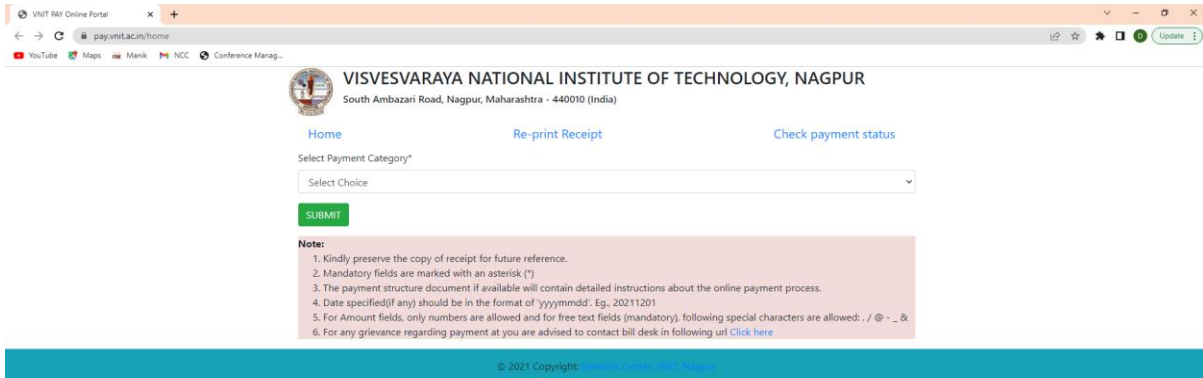 VNIT PAY Online Portal
pay.vnit.ac.in/home
D
Update
YouTube
Maps
Manik
NCC
Conference Manag...
VISVESVARAYA NATIONAL INSTITUTE OF TECHNOLOGY, NAGPUR
South Ambazari Road, Nagpur, Maharashtra - 440010 (India)
Home
Re-print Receipt
Check payment status
Select Payment Category*
Select Choice
SUBMIT
Note:
1. Kindly preserve the copy of receipt for future reference.
2. Mandatory fields are marked with an asterisk (*)
3. The payment structure document if available will contain detailed instructions about the online payment process.
4. Date specified(if any) should be in the format of 'yyyymmdd'. Eg., 20211201
5. For Amount fields, only numbers are allowed and for free text fields (mandatory), following special characters are allowed: . / @ - _ &
6. For any grievance regarding payment at you are advised to contact bill desk in following url Click here
© 2021 Copyright: Network Center, VNIT, Nagpur